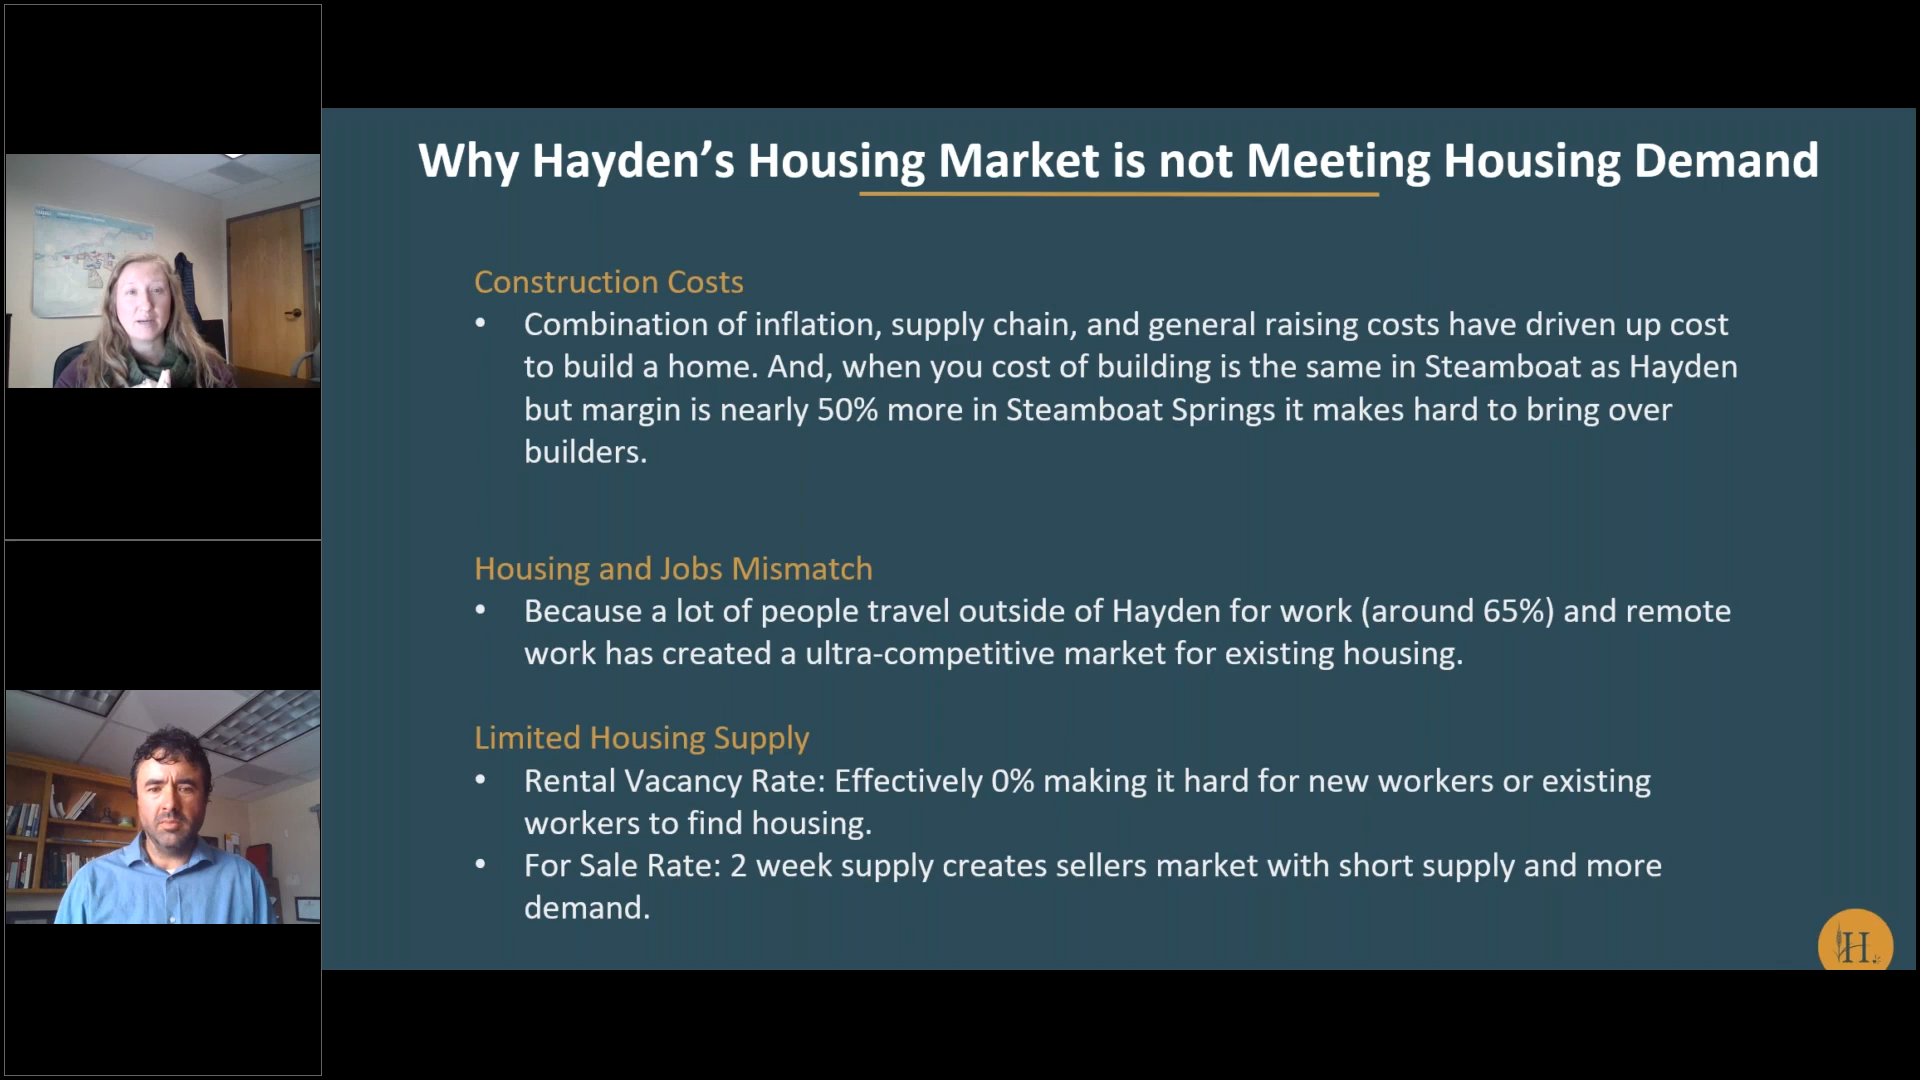 Why Hayden’s Housing Market is not Meeting Housing Demand
Construction Costs
• Combination of inflation, supply chain, and general raising costs have driven up cost
to build a home. And, when you cost of building is the same in Steamboat as Hayden
but margin is nearly 50% more in Steamboat Springs it makes hard to bring over
builders.
Housing and Jobs Mismatch
• Because a lot of people travel outside of Hayden for work (around 65%) and remote
work has created a ultra-competitive market for existing housing.
Limited Housing Supply
• Rental Vacancy Rate: Effectively 0% making it hard for new workers or existing
workers to find housing.
• For Sale Rate: 2 week supply creates sellers market with short supply and more
demand.
H.